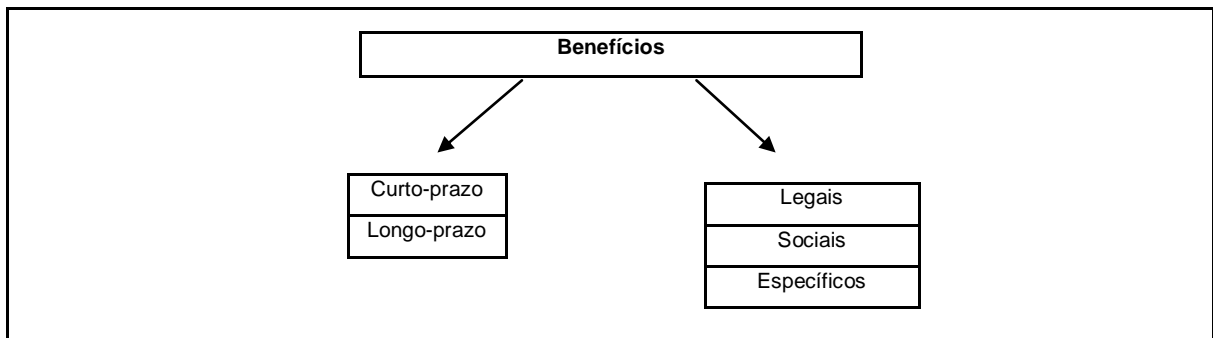 Benefícios
Curto-prazo
Longo-prazo
Legais
Sociais
Específicos